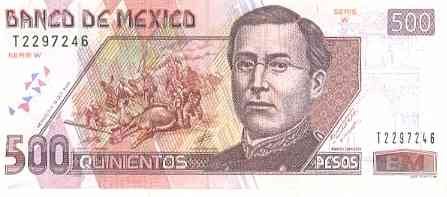 BANCO DE MEXICO
T2297246
SERIE W
SERIE
W
500
T2297246
500 QUINIENTOS
PESOS
BM